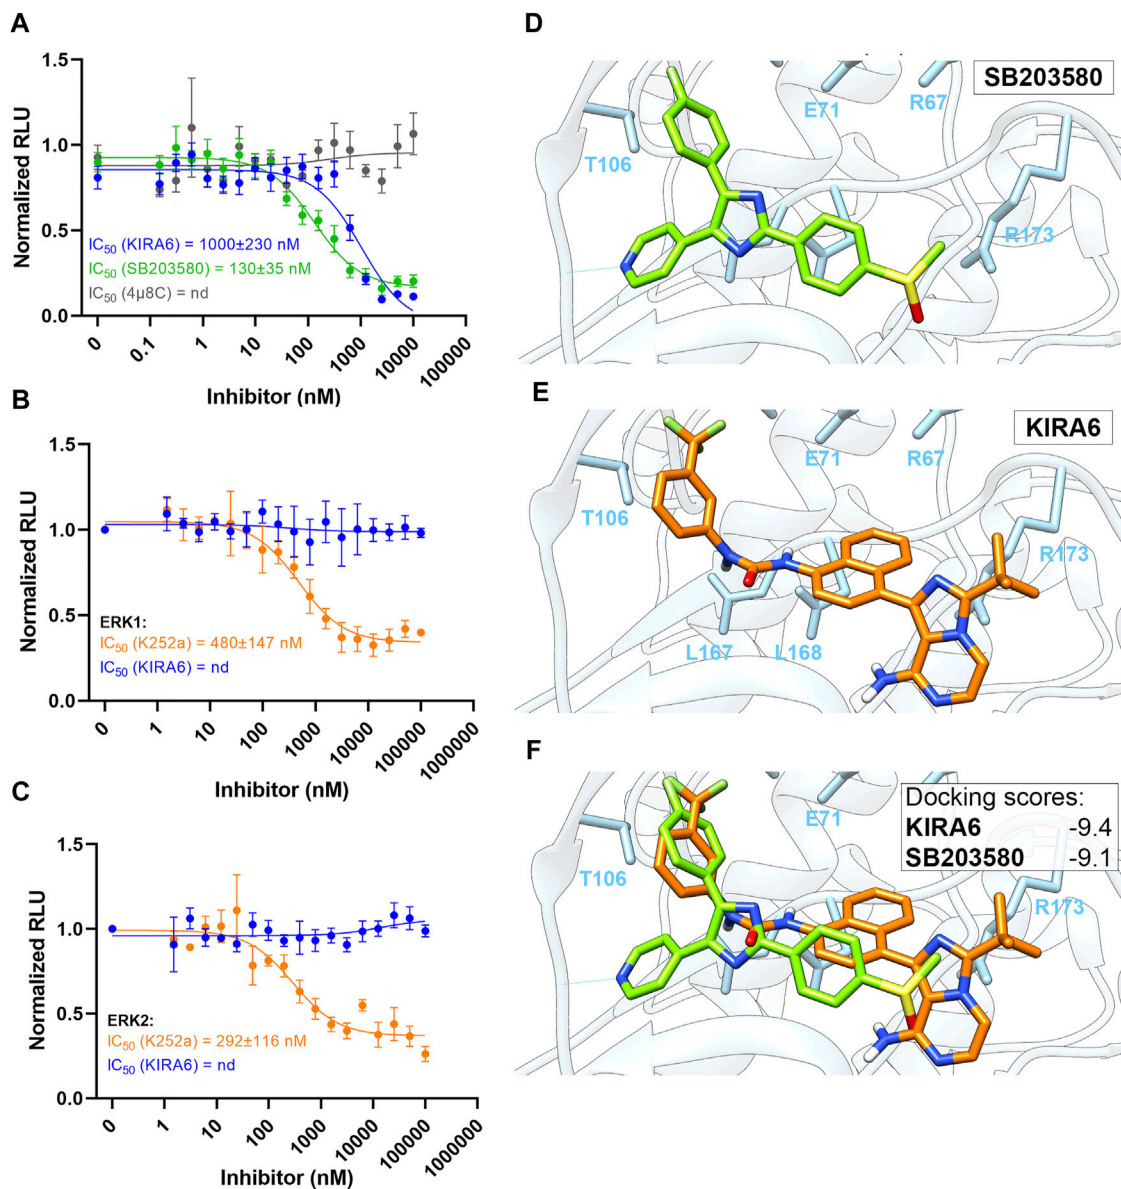 A
1.5
1.0
0.5
0.0
Normalized RLU
IC50 (KIRA6) = 1000±230 nM
IC50 (SB203580) = 130±35 nM
IC50 (4µ8C) = nd
0
0.1
1
10
100
1000
10000
100000
Inhibitor (nM)
B
1.5
1.0
0.5
0.0
Normalized RLU
ERK1:
IC50 (K252a) = 480±147 nM
IC50 (KIRA6) = nd
0
1
10
100
1000
10000
100000
1000000
Inhibitor (nM)
C
1.5
1.0
0.5
0.0
Normalized RLU
ERK2:
IC50 (K252a) = 292±116 nM
IC50 (KIRA6) = nd
0
1
10
100
1000
10000
100000
1000000
Inhibitor (nM)
D
SB203580
E71
R67
T106
R173
E
KIRA6
E71
R67
T106
R173
L167
L168
F
Docking scores:
KIRA6 -9.4
SB203580 -9.1
E71
T106
R173